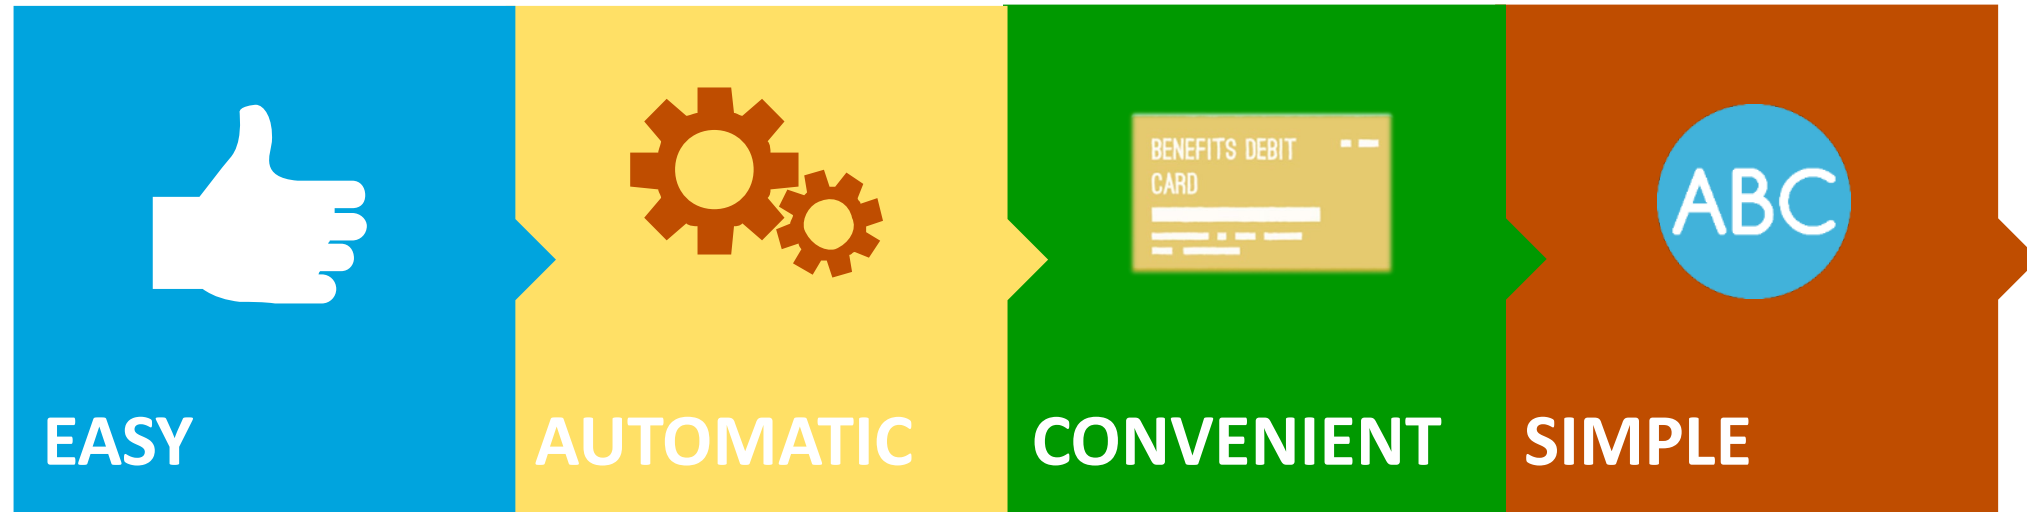 BENEFITS DEBIT
CARD
ABC
EASY
AUTOMATIC
CONVENIENT
SIMPLE